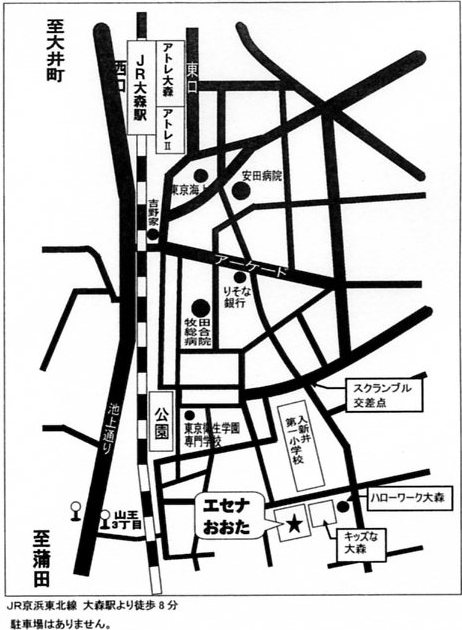 至大井町
西口
JR大森駅
アトレ大森
アトレⅡ
東口
東京海上
安田病院
吉野家
アーケード
りそな
銀行
牧田
総合
病院
スクランブル
交差点
公園
東京衛生学園
専門学校
入新井
第一小学校
池上通り
山王
3丁目
エセナ
おおた
ハローワーク大森
キッズな
大森
至蒲田
JR京浜東北線 大森駅より徒歩8分
駐車場はありません。